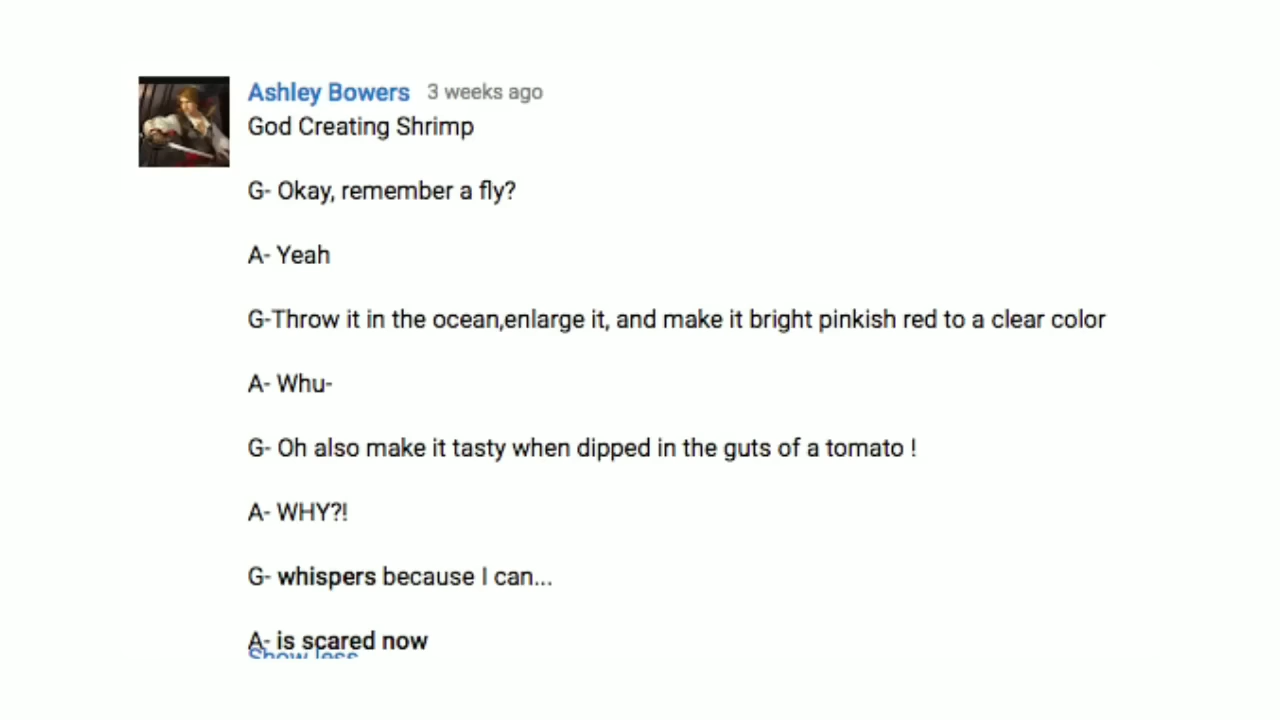 Ashley Bowers 3 weeks ago
God Creating Shrimp
G- Okay, remember a fly?
A- Yeah
G-Throw it in the ocean,enlarge it, and make it bright pinkish red to a clear color
A- Whu-
G- Oh also make it tasty when dipped in the guts of a tomato !
A- WHY?!
G- whispers because I can...
A- is scared now
Show less